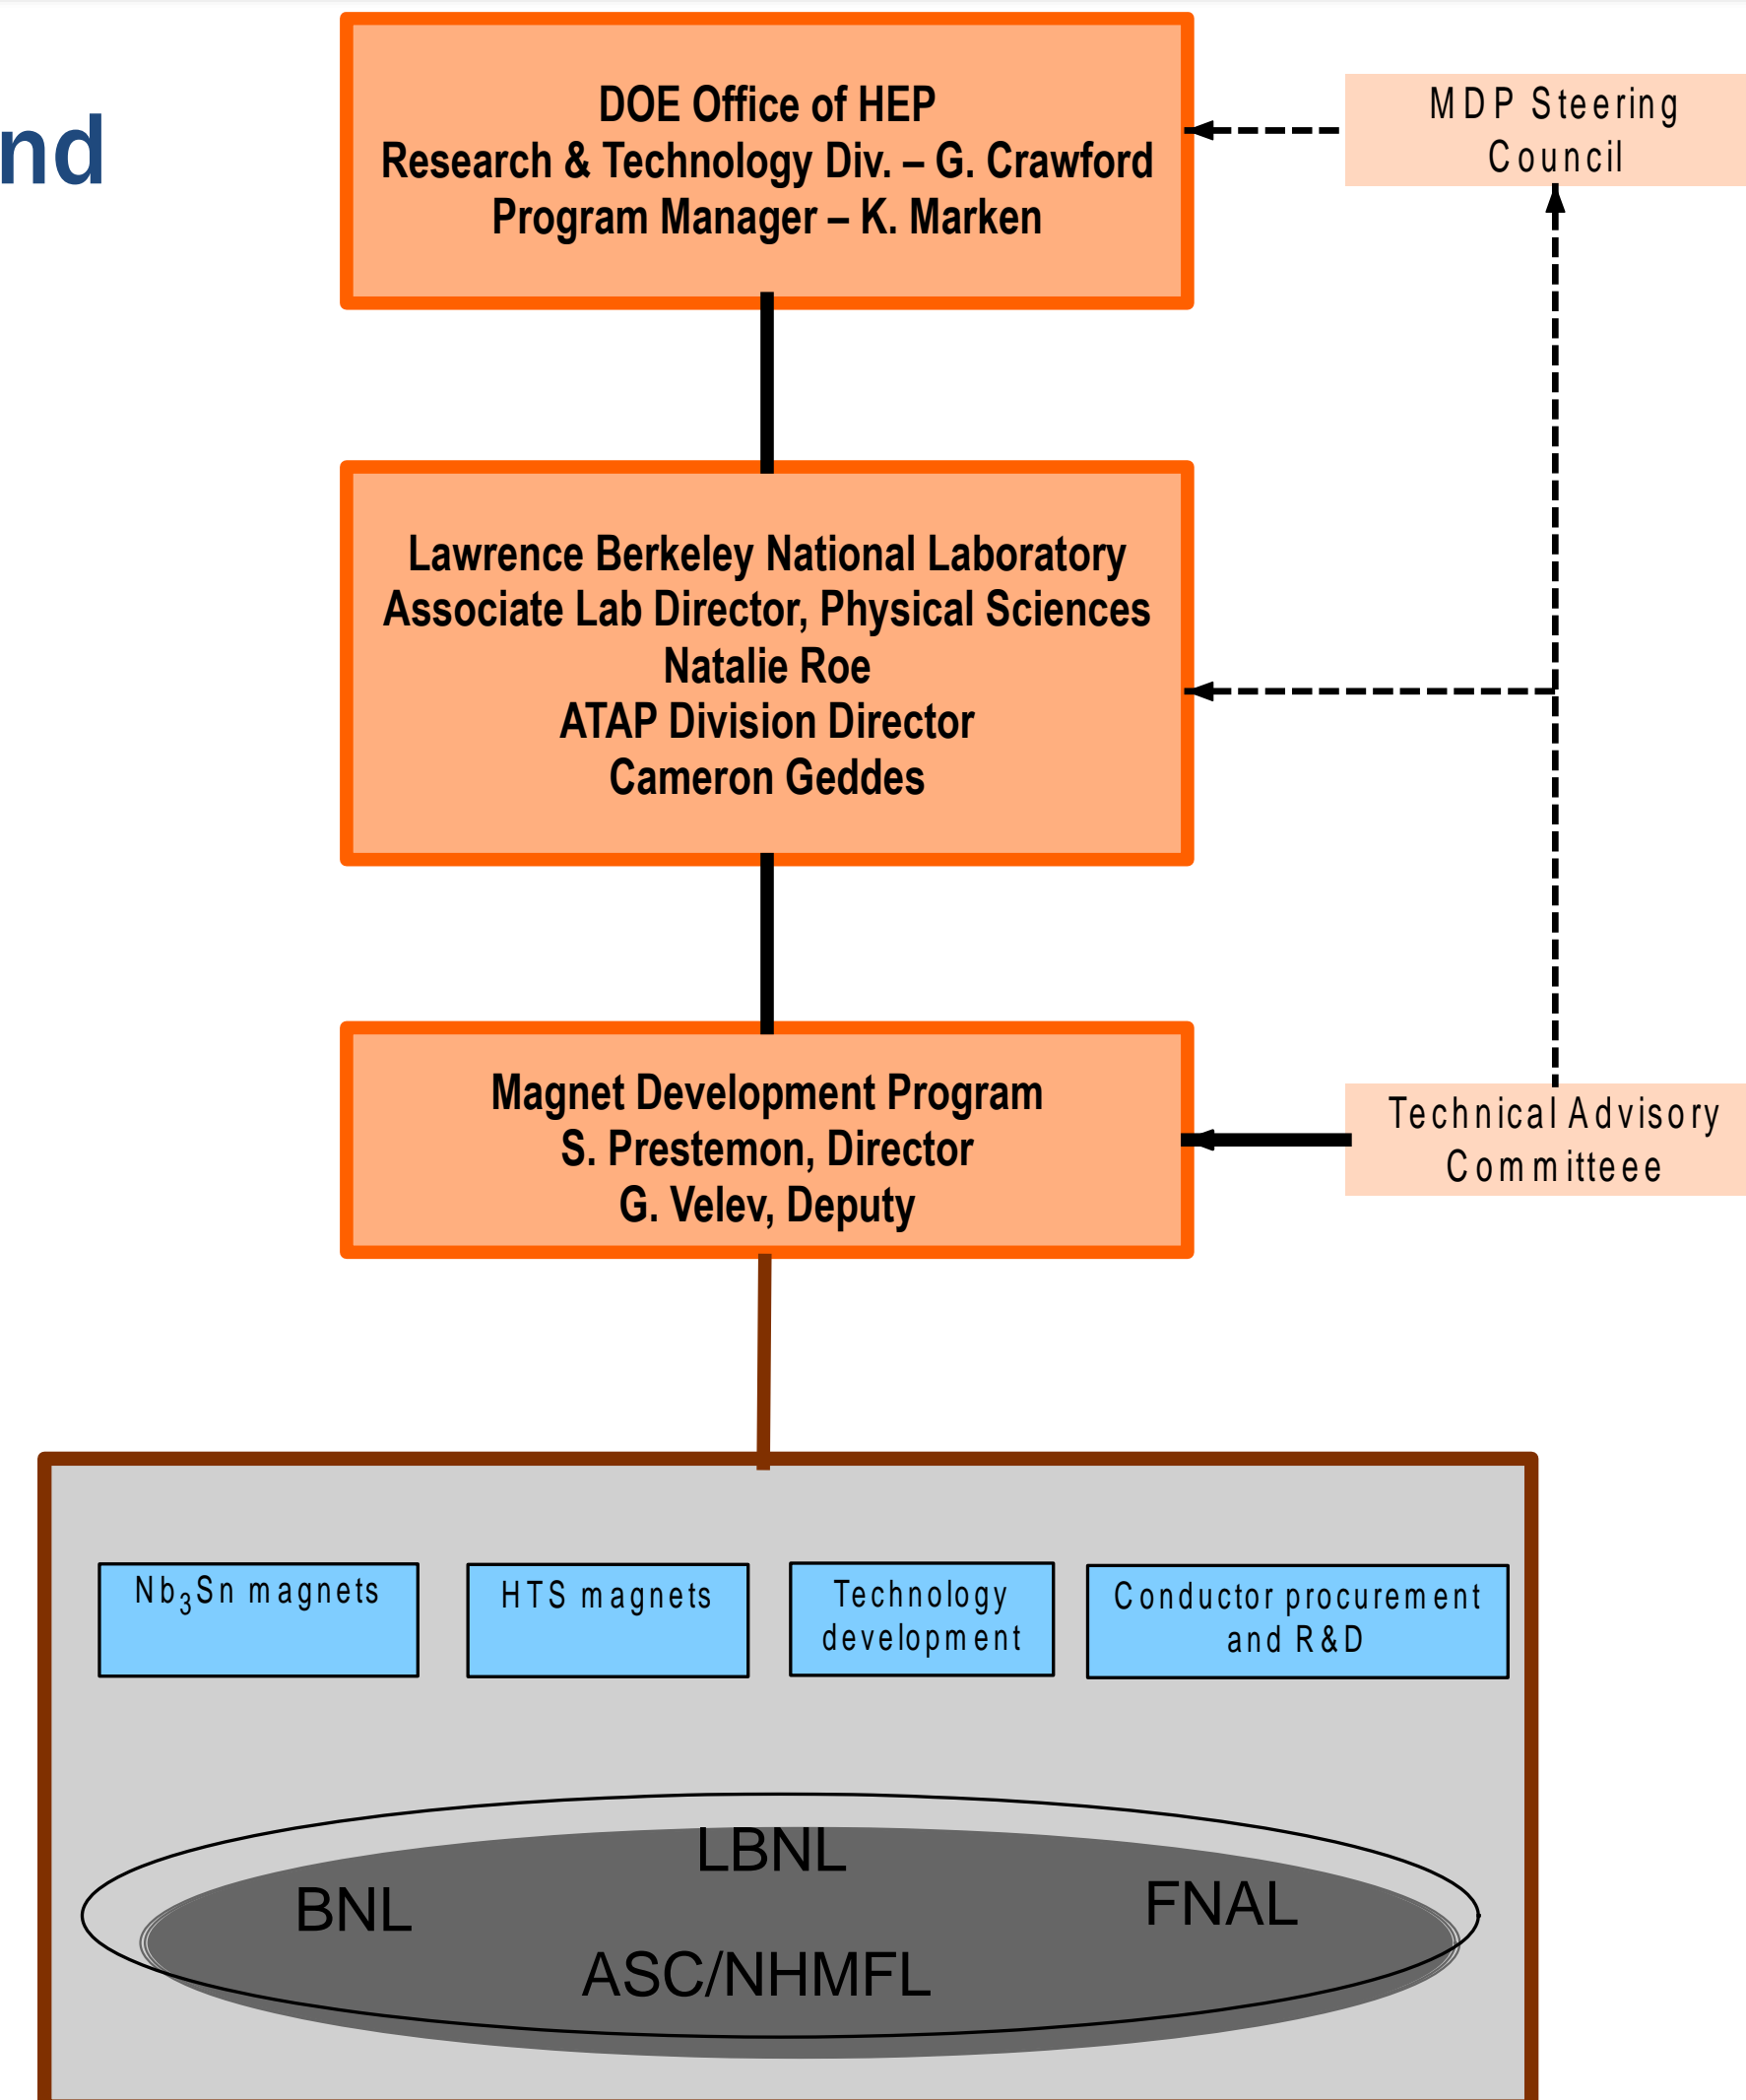 nd
DOE Office of HEP
Research & Technology Div. – G. Crawford
Program Manager – K. Marken
MDP Steering
Council
Lawrence Berkeley National Laboratory
Associate Lab Director, Physical Sciences
Natalie Roe
ATAP Division Director
Cameron Geddes
Magnet Development Program
S. Prestemon, Director
G. Velev, Deputy
Technical Advisory
Committeee
Nb₃Sn magnets
HTS magnets
Technology
development
Conductor procurement
and R&D
LBNL
BNL
FNAL
ASC/NHMFL